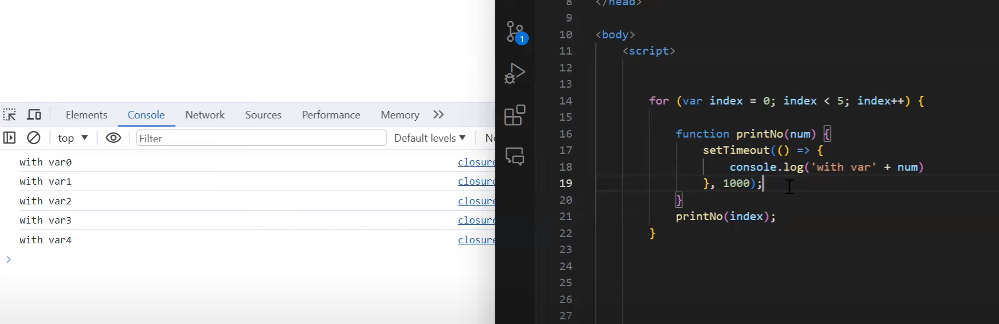 Elements Console Network Sources Performance Memory
top Filter Default levels
with var0 closure
with var1 closure
with var2 closure
with var3 closure
with var4 closure
1
8 </head>
9
10 <body>
11 <script>
12
13
14 for (var index = 0; index < 5; index++) {
15
16 function printNo(num) {
17 setTimeout(() => {
18 console.log('with var' + num)
19 }, 1000);
20 }
21 printNo(index);
22 }
23
24
25
26
27